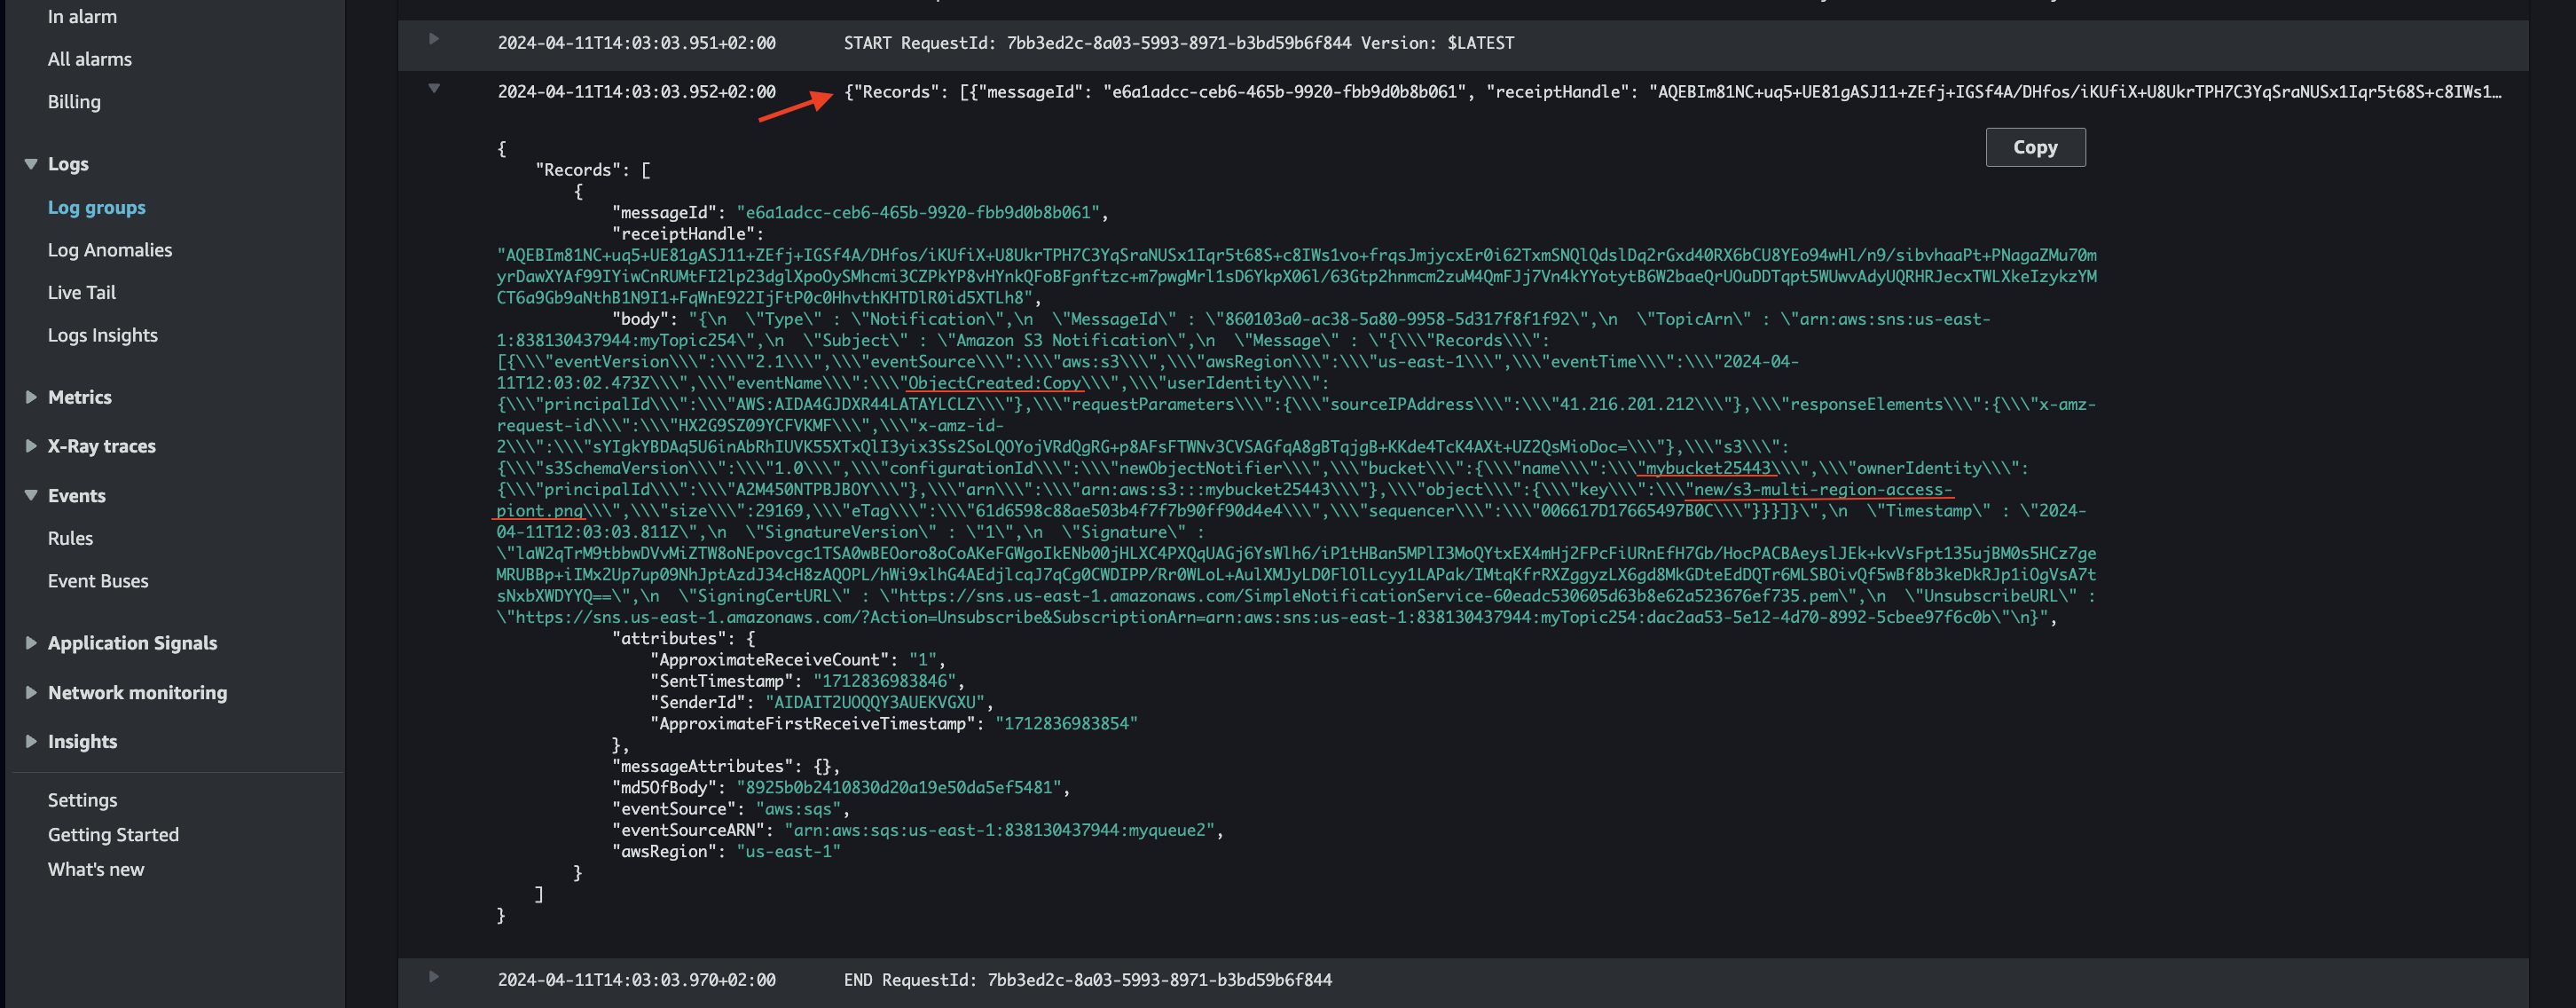 In alarm
All alarms
Billing
Logs
Log groups
Log Anomalies
Live Tail
Logs Insights
Metrics
X-Ray traces
Events
Rules
Event Buses
Application Signals
Network monitoring
Insights
Settings
Getting Started
What's new
2024-04-11T14:03:03.951+02:00 START RequestId: 7bb3ed2c-8a03-5993-8971-b3bd59b6f844 Version: $LATEST
2024-04-11T14:03:03.952+02:00 {"Records": [{"messageId": "e6a1adcc-ceb6-465b-9920-fbb9d0b8b061", "receiptHandle": "AQEBIm81NC+uq5+UE81gASJ11+ZEfj+IGSf4A/DHfos/iKUfiX+U8UkrTPH7C3YqSraNUSx1Iqr5t68S+c8IWs1…
Copy
{
"Records": [
{
"messageId": "e6a1adcc-ceb6-465b-9920-fbb9d0b8b061",
"receiptHandle":
"AQEBIm81NC+uq5+UE81gASJ11+ZEfj+IGSf4A/DHfos/iKUfiX+U8UkrTPH7C3YqSraNUSx1Iqr5t68S+c8IWs1vo+frqsJmjycxEr0i62TxmSNQlQdslDq2rGxd40RX6bCU8YEo94wHl/n9/sibvhaaPt+PNagaZMu70m
yrDawXYAf99IYiwCnRUMtFI2lp23dglXpoOySMhcmi3CZPkYP8vHYnkQFoBFgnftzc+m7pwgMrl1sD6YkpX06l/63Gtp2hnmcm2zuM4QmFJj7Vn4kYYotytB6W2baeQrUOuDDTqpt5WUwvAdyUQRHRJecxTWLXkeIzykzYM
CT6a9Gb9aNthB1N9I1+FqWnE922IjFtP0c0HhvthKHTDlR0id5XTLh8",
"body": "{\n  \"Type\" : \"Notification\",\n  \"MessageId\" : \"860103a0-ac38-5a80-9958-5d317f8f1f92\",\n  \"TopicArn\" : \"arn:aws:sns:us-east-
1:838130437944:myTopic254\",\n  \"Subject\" : \"Amazon S3 Notification\",\n  \"Message\" : \"{\\\"Records\\\":
[{\\\"eventVersion\\\":\\\"2.1\\\",\\\"eventSource\\\":\\\"aws:s3\\\",\\\"awsRegion\\\":\\\"us-east-1\\\",\\\"eventTime\\\":\\\"2024-04-
11T12:03:02.473Z\\\",\\\"eventName\\\":\\\"ObjectCreated:Copy\\\",\\\"userIdentity\\\":
{\\\"principalId\\\":\\\"AWS:AIDA4GJDXR44LATAYLCLZ\\\"},\\\"requestParameters\\\":{\\\"sourceIPAddress\\\":\\\"41.216.201.212\\\"},\\\"responseElements\\\":{\\\"x-amz-
request-id\\\":\\\"HX2G9SZ09YCFVKMF\\\",\\\"x-amz-id-
2\\\":\\\"sYIgkYBDAq5U6inAbRhIUVK55XTxQlI3yix3Ss2SoLQOYojVRdQgRG+p8AFsFTWNv3CVSAGfqA8gBTqjgB+KKde4TcK4AXt+UZ2QsMioDoc=\\\"},\\\"s3\\\":
{\\\"s3SchemaVersion\\\":\\\"1.0\\\",\\\"configurationId\\\":\\\"newObjectNotifier\\\",\\\"bucket\\\":{\\\"name\\\":\\\"mybucket25443\\\",\\\"ownerIdentity\\\":
{\\\"principalId\\\":\\\"A2M450NTPBJBOY\\\"},\\\"arn\\\":\\\"arn:aws:s3:::mybucket25443\\\"},\\\"object\\\":{\\\"key\\\":\\\"new/s3-multi-region-access-
piont.png\\\",\\\"size\\\":29169,\\\"eTag\\\":\\\"61d6598c88ae503b4f7f7b90ff90d4e4\\\",\\\"sequencer\\\":\\\"006617D17665497B0C\\\"}}}]}\",\n  \"Timestamp\" : \"2024-
04-11T12:03:03.811Z\",\n  \"SignatureVersion\" : \"1\",\n  \"Signature\" :
\"laW2qTrM9tbbwDVvMiZTW8oNEpovcgc1TSA0wBEOoro8oCoAKeFGWgoIkENb00jHLXC4PXQqUAGj6YsWlh6/iP1tHBan5MPlI3MoQYtxEX4mHj2FPcFiURnEfH7Gb/HocPACBAeyslJEk+kvVsFpt135ujBM0s5HCz7ge
MRUBBp+iIMx2Up7up09NhJptAzdJ34cH8zAQOPL/hWi9xlhG4AEdjlcqJ7qCg0CWDIPP/Rr0WLoL+AulXMJyLD0FlOlLcyy1LAPak/IMtqKfrRXZggyzLX6gd8MkGDteEdDQTr6MLSBOivQf5wBf8b3keDkRJp1iOgVsA7t
sNxbXWDYYQ==\",\n  \"SigningCertURL\" : \"https://sns.us-east-1.amazonaws.com/SimpleNotificationService-60eadc530605d63b8e62a523676ef735.pem\",\n  \"UnsubscribeURL\" :
\"https://sns.us-east-1.amazonaws.com/?Action=Unsubscribe&SubscriptionArn=arn:aws:sns:us-east-1:838130437944:myTopic254:dac2aa53-5e12-4d70-8992-5cbee97f6c0b\"\n}",
"attributes": {
"ApproximateReceiveCount": "1",
"SentTimestamp": "1712836983846",
"SenderId": "AIDAIT2UOQQY3AUEKVGXU",
"ApproximateFirstReceiveTimestamp": "1712836983854"
},
"messageAttributes": {},
"md5OfBody": "8925b0b2410830d20a19e50da5ef5481",
"eventSource": "aws:sqs",
"eventSourceARN": "arn:aws:sqs:us-east-1:838130437944:myqueue2",
"awsRegion": "us-east-1"
}
]
}
2024-04-11T14:03:03.970+02:00 END RequestId: 7bb3ed2c-8a03-5993-8971-b3bd59b6f844